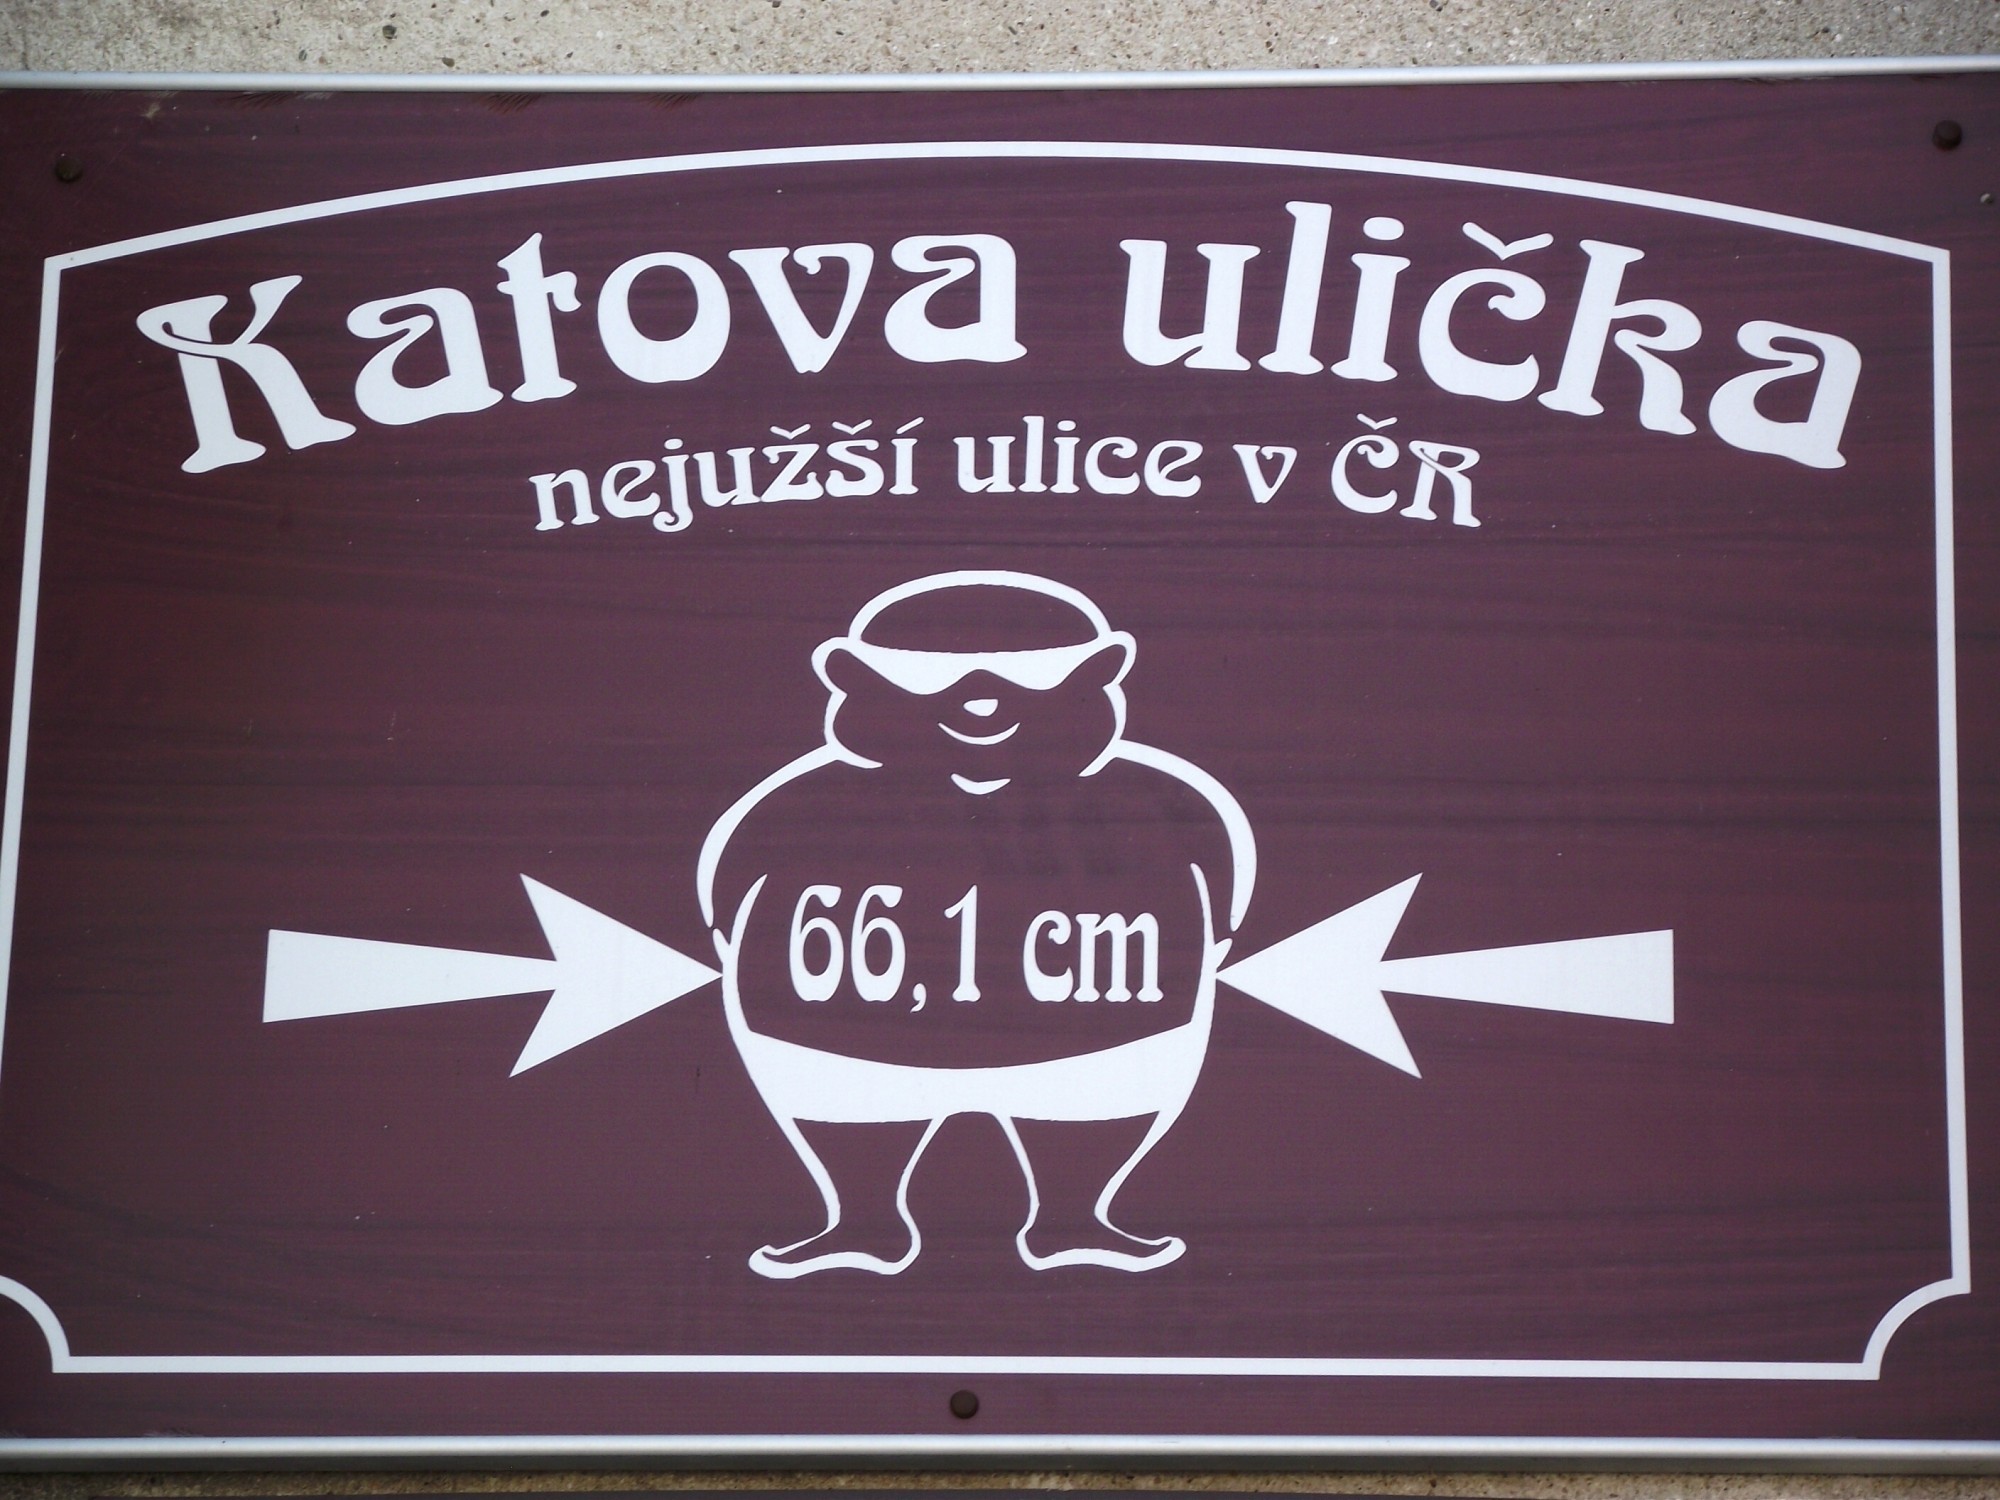 Katova ulička
nejužší ulice v ČR
66,1 cm